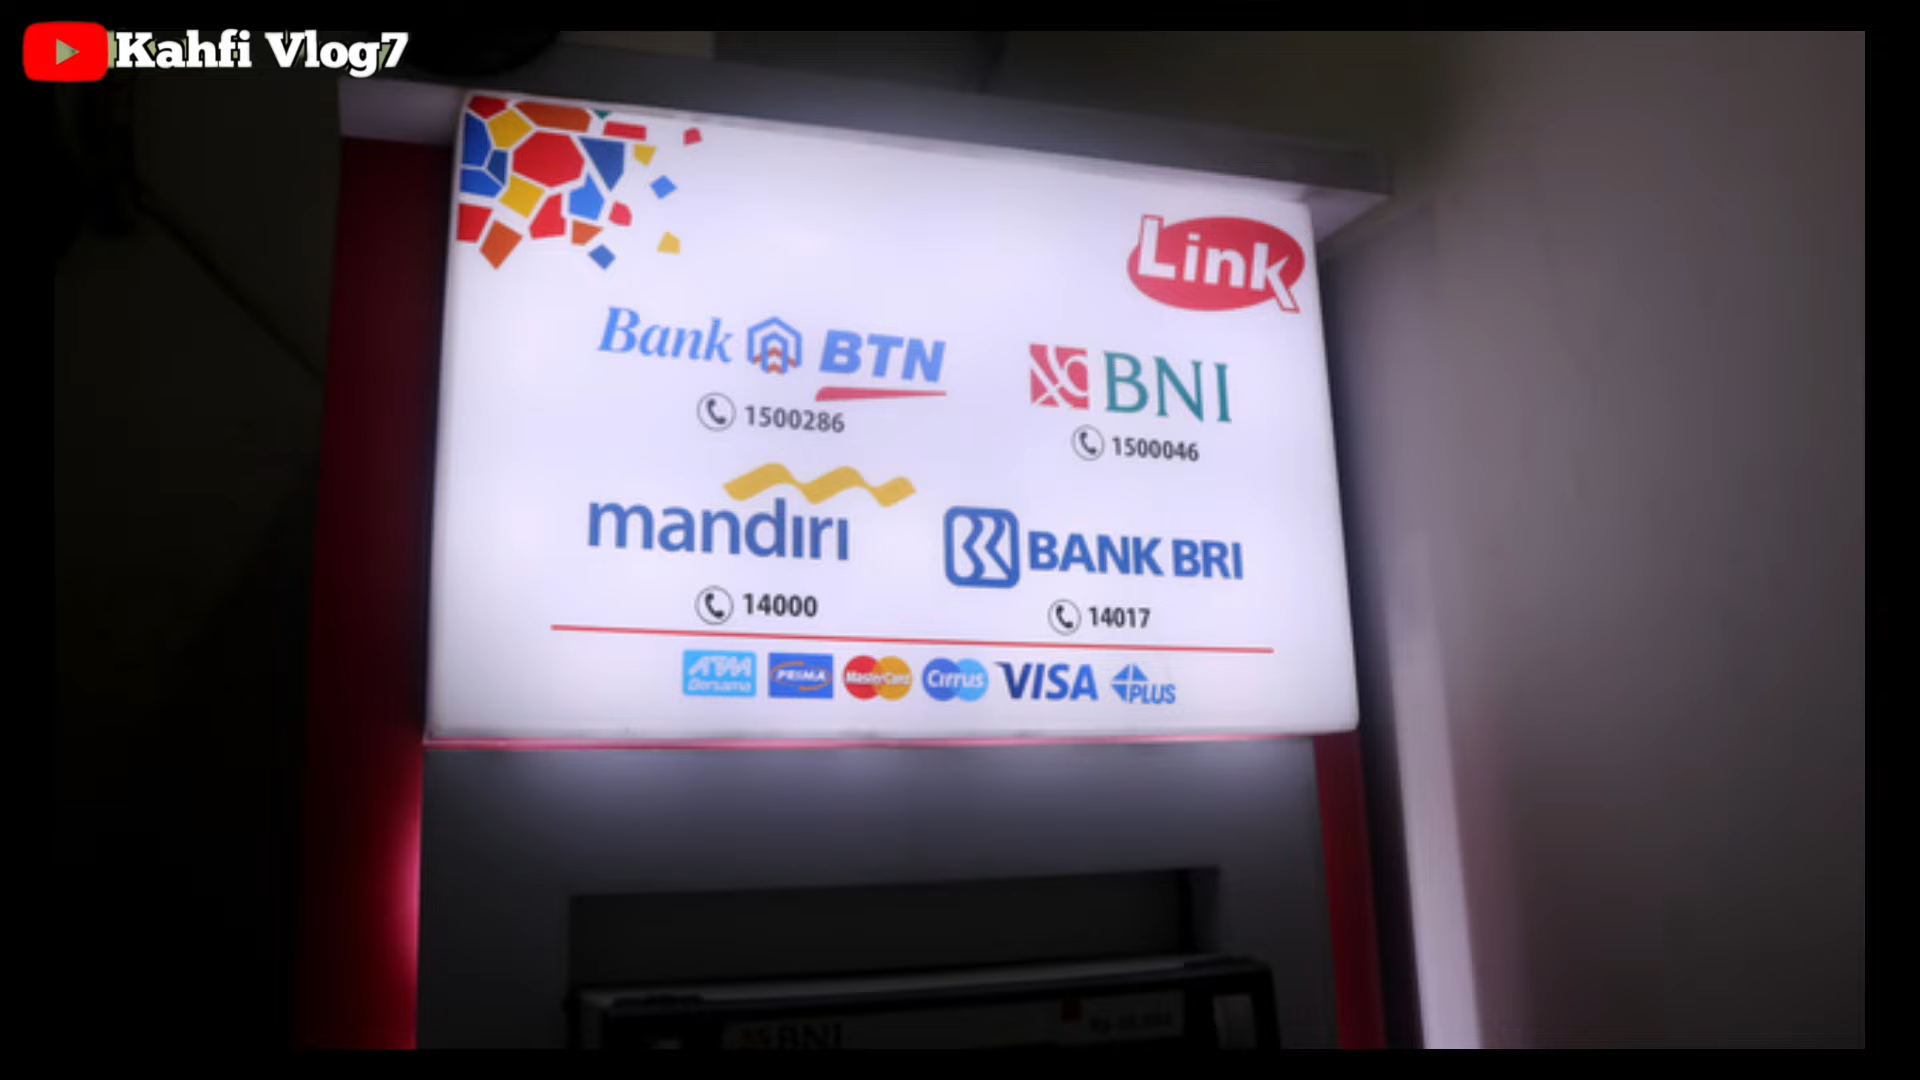 Kahfi Vlog7
Link
Bank BTN
1500286
BNI
1500046
mandiri
14000
BANK BRI
14017
ATM Bersama
PRIMA
MasterCard
Cirrus
VISA
PLUS
BNI